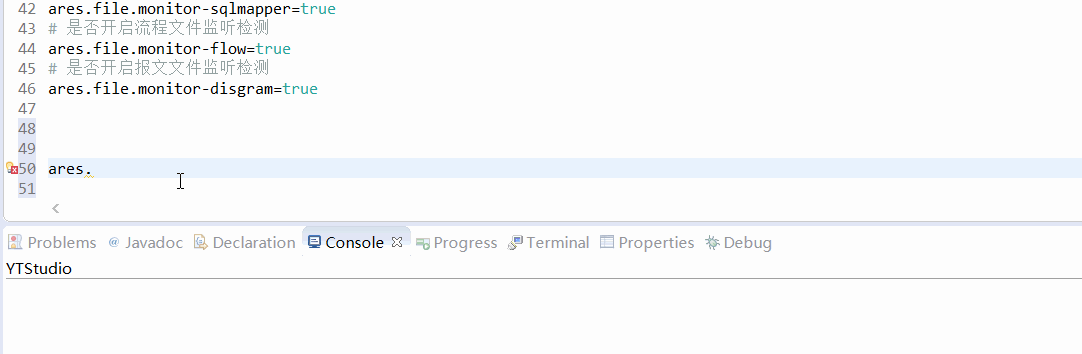 42 ares.file.monitor-sqlmapper=true
43 # 是否开启流程文件监听检测
44 ares.file.monitor-flow=true
45 # 是否开启报文文件监听检测
46 ares.file.monitor-disgram=true
47
48
49
50 ares.
51
Problems @ Javadoc Declaration Console Progress Terminal Properties Debug
YTStudio